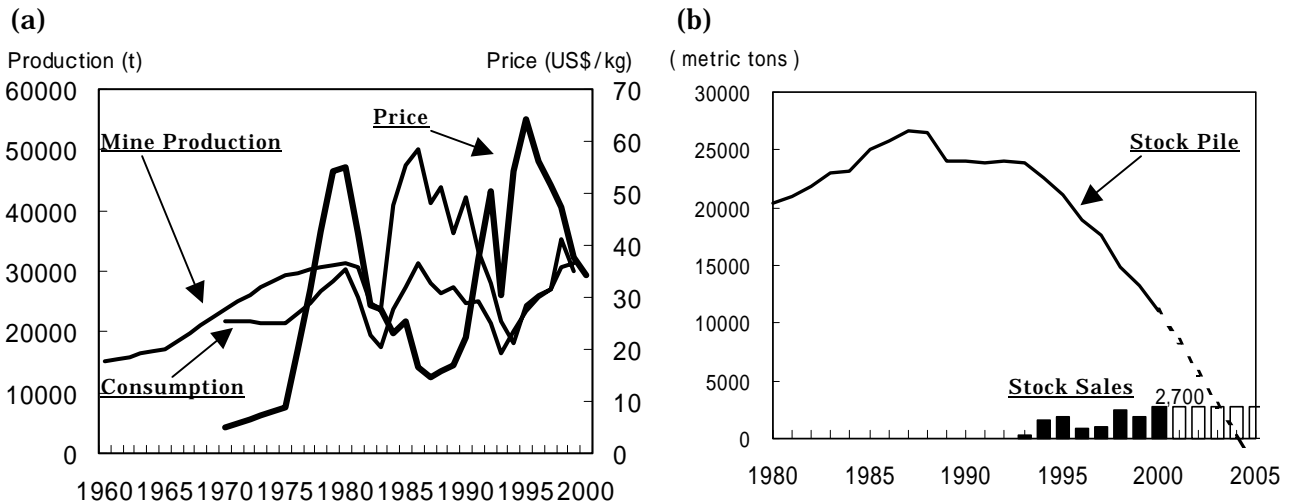 (a)
Production (t)
Price (US$/kg)
60000
50000
40000
30000
20000
10000
0
70
60
50
40
30
20
10
0
Mine Production
Price
Consumption
1960 1965 1970 1975 1980 1985 1990 1995 2000
(b)
( metric tons )
30000
25000
20000
15000
10000
5000
0
Stock Pile
Stock Sales
2,700
1980 1985 1990 1995 2000 2005